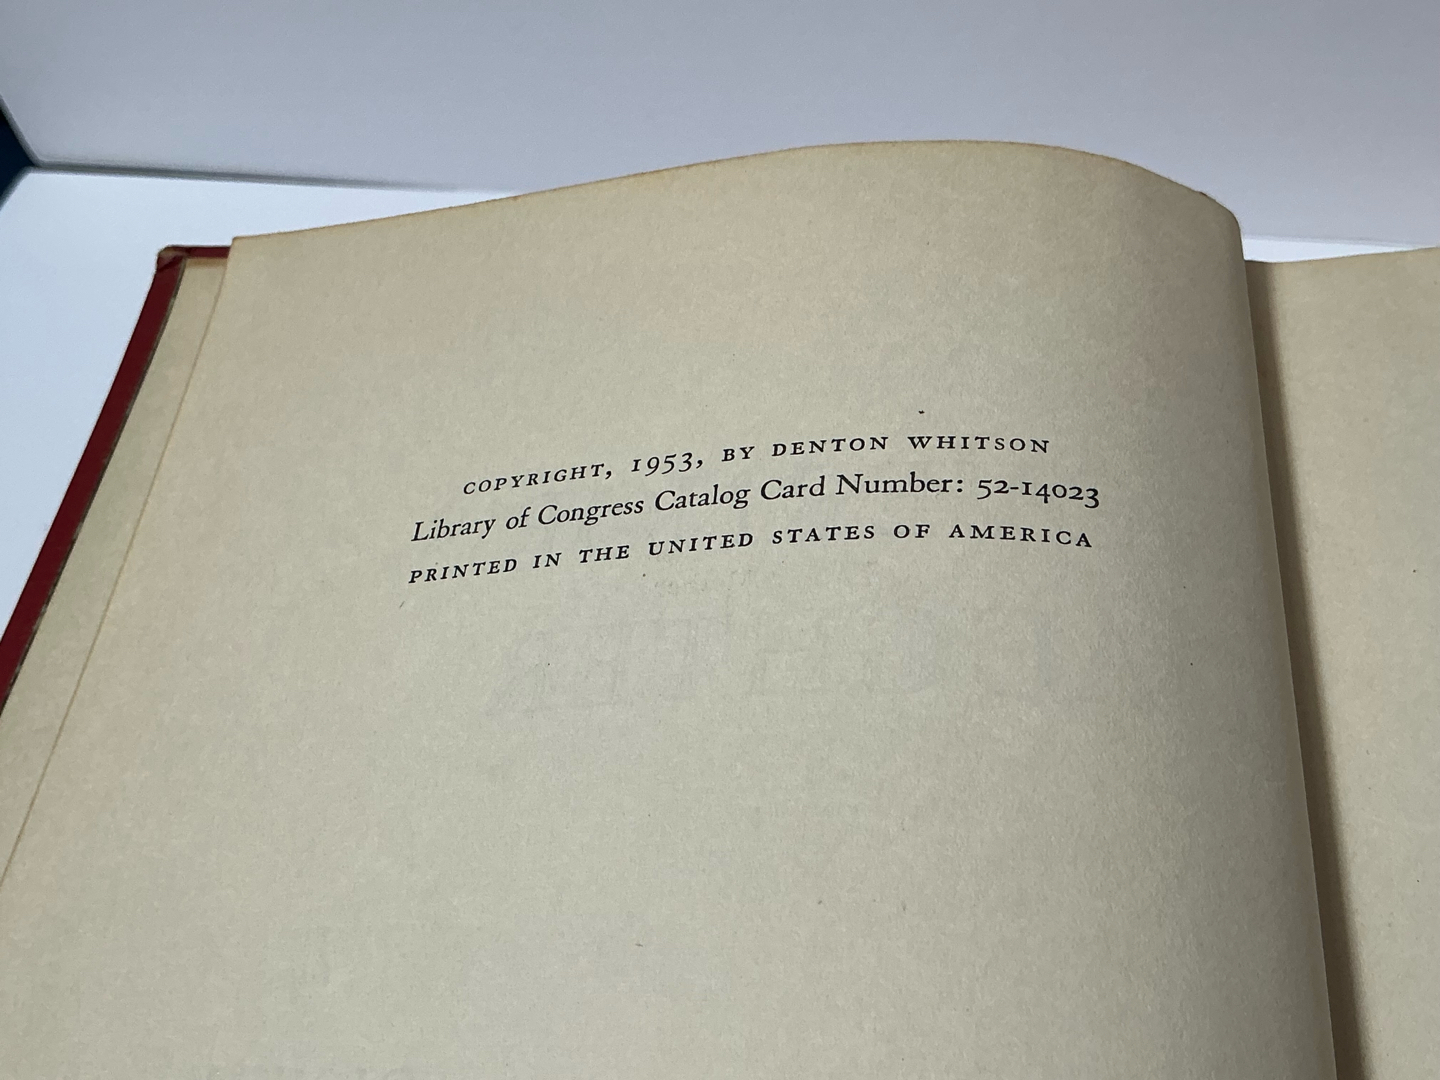 COPYRIGHT, 1953, BY DENTON WHITSON
Library of Congress Catalog Card Number: 52-14023
PRINTED IN THE UNITED STATES OF AMERICA